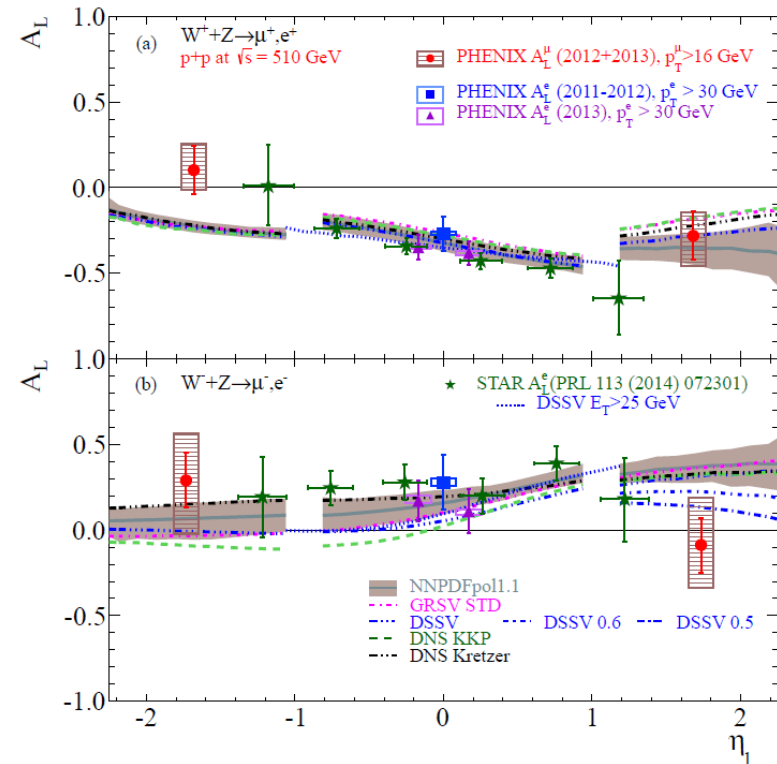 A_L
1.0
(a) W⁺+Z→μ⁺,e⁺
p+p at √s = 510 GeV
PHENIX A_L^μ (2012+2013), p_T^μ>16 GeV
PHENIX A_L^e (2011-2012), p_T^e > 30 GeV
PHENIX A_L^e (2013), p_T^e > 30 GeV
0.5
0.0
-0.5
A_L
1.0
(b) W⁻+Z→μ⁻,e⁻
STAR A_L^e (PRL 113 (2014) 072301)
DSSV E_T>25 GeV
0.5
0.0
NNPDFpol1.1
GRSV STD
DSSV DSSV 0.6 DSSV 0.5
DNS KKP
DNS Kretzer
-0.5
-1.0
-2 -1 0 1 2
η_l